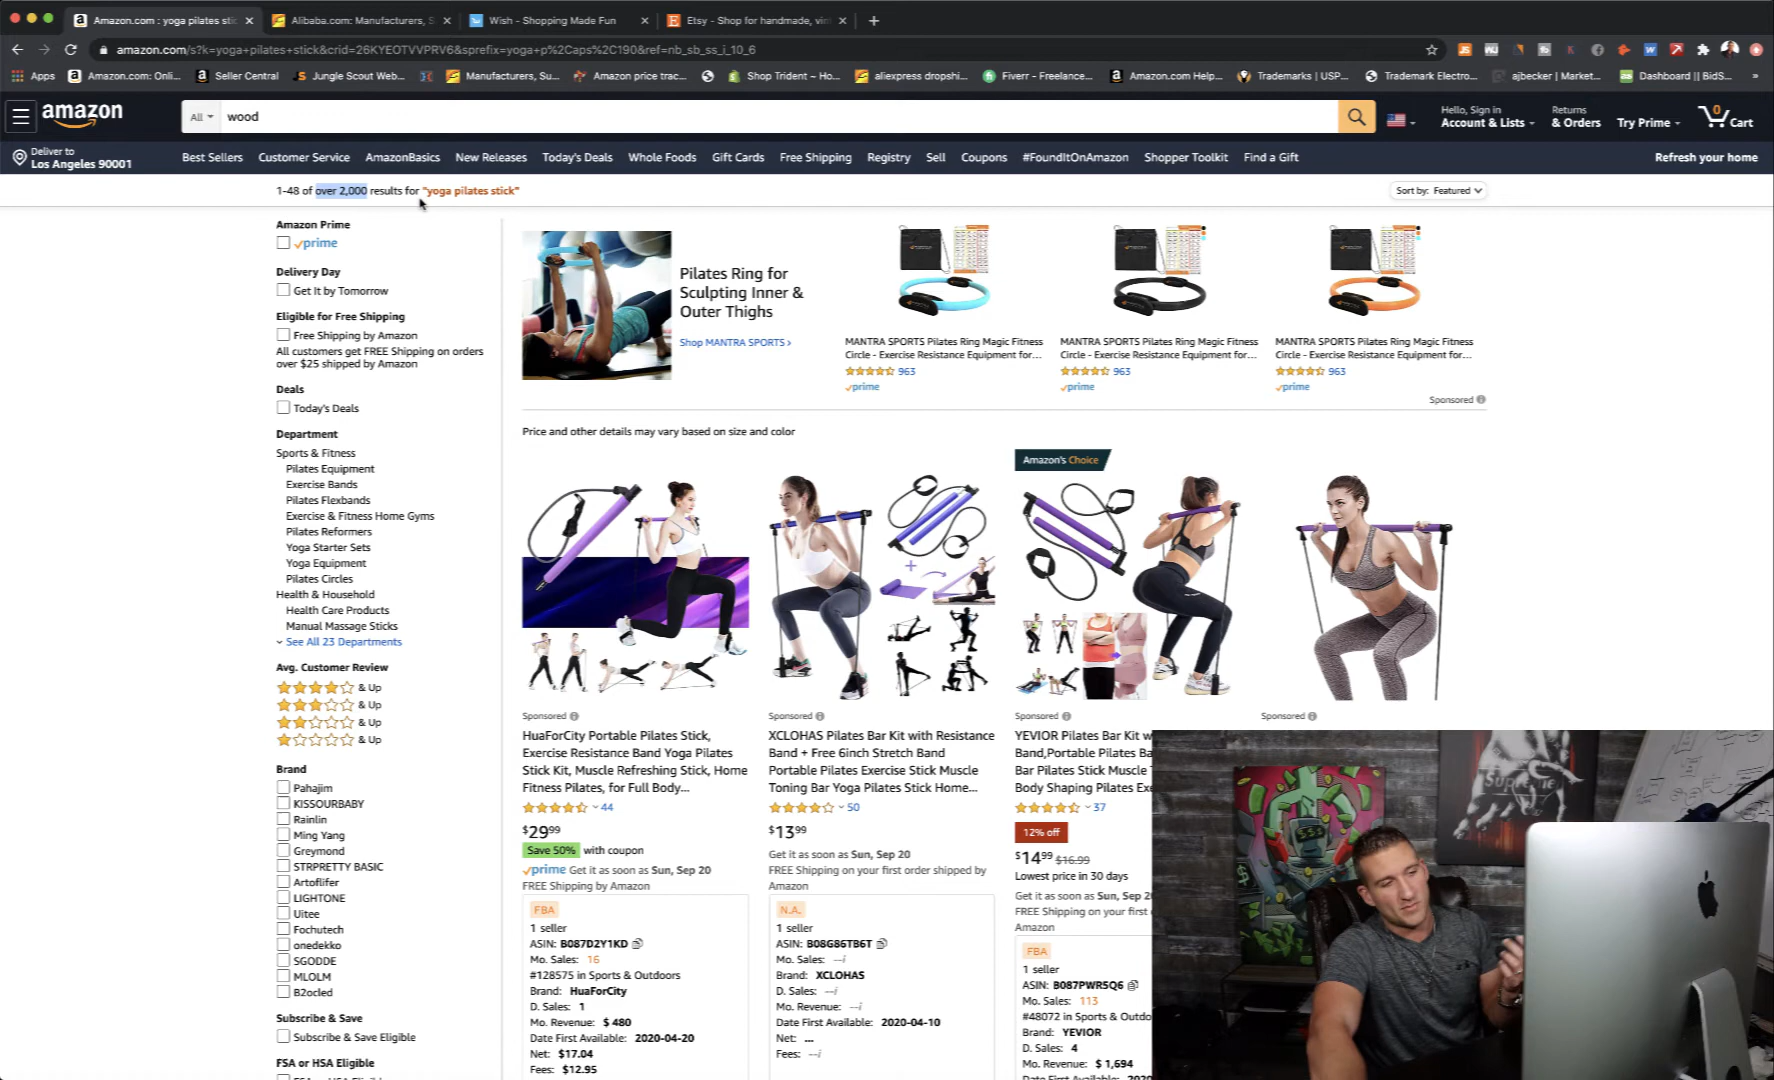 Amazon.com : yoga pilates stic
Alibaba.com: Manufacturers, S
Wish - Shopping Made Fun
Etsy - Shop for handmade, vin
amazon.com/s?k=yoga+pilates+stick&crid=26KYEOTVVPRV6&sprefix=yoga+p%2Caps%2C190&ref=nb_sb_ss_i_10_6
Apps
Amazon.com: Onli...
Seller Central
Jungle Scout Web...
Manufacturers, Su...
Amazon price trac...
Shop Trident ~ Ho...
aliexpress dropshi...
Fiverr - Freelance...
Amazon.com Help...
Trademarks | USP...
Trademark Electro...
ajbecker | Market...
Dashboard || BidS...
amazon
All
wood
Hello, Sign in
Account & Lists
Returns
& Orders
Try Prime
0
Cart
Deliver to
Los Angeles 90001
Best Sellers
Customer Service
AmazonBasics
New Releases
Today's Deals
Whole Foods
Gift Cards
Free Shipping
Registry
Sell
Coupons
#FoundItOnAmazon
Shopper Toolkit
Find a Gift
Refresh your home
1-48 of over 2,000 results for "yoga pilates stick"
Sort by: Featured
Amazon Prime
prime
Delivery Day
Get It by Tomorrow
Eligible for Free Shipping
Free Shipping by Amazon
All customers get FREE Shipping on orders
over $25 shipped by Amazon
Deals
Today's Deals
Department
Sports & Fitness
Pilates Equipment
Exercise Bands
Pilates Flexbands
Exercise & Fitness Home Gyms
Pilates Reformers
Yoga Starter Sets
Yoga Equipment
Pilates Circles
Health & Household
Health Care Products
Manual Massage Sticks
See All 23 Departments
Avg. Customer Review
& Up
& Up
& Up
& Up
Brand
Pahajim
KISSOURBABY
Rainlin
Ming Yang
Greymond
STRPRETTY BASIC
Artoflifer
LIGHTONE
Uitee
Fochutech
onedekko
SGODDE
MLOLM
B2ocled
Subscribe & Save
Subscribe & Save Eligible
FSA or HSA Eligible
Pilates Ring for
Sculpting Inner &
Outer Thighs
Shop MANTRA SPORTS ›
MANTRA SPORTS Pilates Ring Magic Fitness
Circle - Exercise Resistance Equipment for...
963
prime
MANTRA SPORTS Pilates Ring Magic Fitness
Circle - Exercise Resistance Equipment for...
963
prime
MANTRA SPORTS Pilates Ring Magic Fitness
Circle - Exercise Resistance Equipment for...
963
prime
Sponsored
Price and other details may vary based on size and color
Amazon's Choice
Sponsored
HuaForCity Portable Pilates Stick,
Exercise Resistance Band Yoga Pilates
Stick Kit, Muscle Refreshing Stick, Home
Fitness Pilates, for Full Body...
44
$2999
Save 50% with coupon
prime Get it as soon as Sun, Sep 20
FREE Shipping by Amazon
FBA
1 seller
ASIN: B087D2Y1KD
Mo. Sales: 16
#128575 in Sports & Outdoors
Brand: HuaForCity
D. Sales: 1
Mo. Revenue: $ 480
Date First Available: 2020-04-20
Net: $17.04
Fees: $12.95
Sponsored
XCLOHAS Pilates Bar Kit with Resistance
Band + Free 6inch Stretch Band
Portable Pilates Exercise Stick Muscle
Toning Bar Yoga Pilates Stick Home...
50
$1399
Get it as soon as Sun, Sep 20
FREE Shipping on your first order shipped by
Amazon
N.A.
1 seller
ASIN: B08G86TB6T
Mo. Sales: --i
Brand: XCLOHAS
D. Sales: --i
Mo. Revenue: --i
Date First Available: 2020-04-10
Net: ...
Fees: --i
Sponsored
YEVIOR Pilates Bar Kit w
Band,Portable Pilates Ba
Bar Pilates Stick Muscle
Body Shaping Pilates Exe
37
12% off
$1499 $16.99
Lowest price in 30 days
Get it as soon as Sun, Sep 2
FREE Shipping on your first
Amazon
FBA
1 seller
ASIN: B087PWRSQ6
Mo. Sales: 113
#48072 in Sports & Outdo
Brand: YEVIOR
D. Sales: 4
Mo. Revenue: $ 1,694
Sponsored
SUPREME